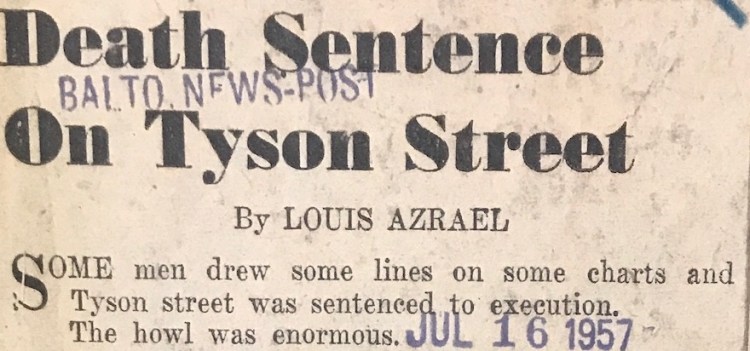 Death Sentence
BALTO. NEWS-POST
On Tyson Street
By LOUIS AZRAEL
SOME men drew some lines on some charts and
Tyson street was sentenced to execution.
The howl was enormous. JUL 16 1957